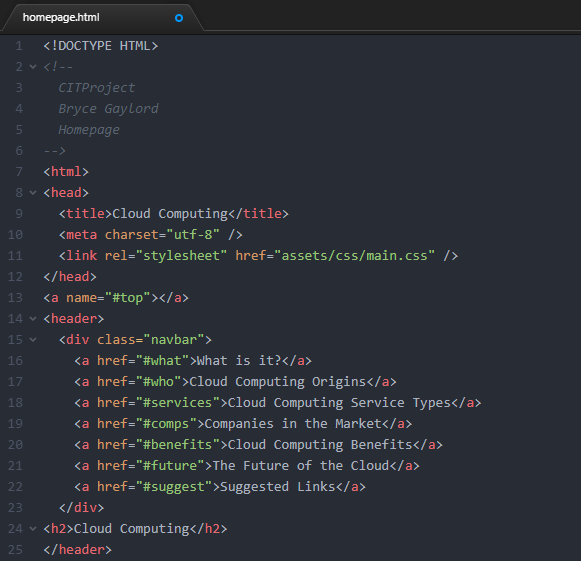 homepage.html
1 <!DOCTYPE HTML>
2 <!--
3   CITProject
4   Bryce Gaylord
5   Homepage
6 -->
7 <html>
8 <head>
9   <title>Cloud Computing</title>
10   <meta charset="utf-8" />
11   <link rel="stylesheet" href="assets/css/main.css" />
12 </head>
13 <a name="#top"></a>
14 <header>
15   <div class="navbar">
16     <a href="#what">What is it?</a>
17     <a href="#who">Cloud Computing Origins</a>
18     <a href="#services">Cloud Computing Service Types</a>
19     <a href="#comps">Companies in the Market</a>
20     <a href="#benefits">Cloud Computing Benefits</a>
21     <a href="#future">The Future of the Cloud</a>
22     <a href="#suggest">Suggested Links</a>
23   </div>
24 <h2>Cloud Computing</h2>
25 </header>